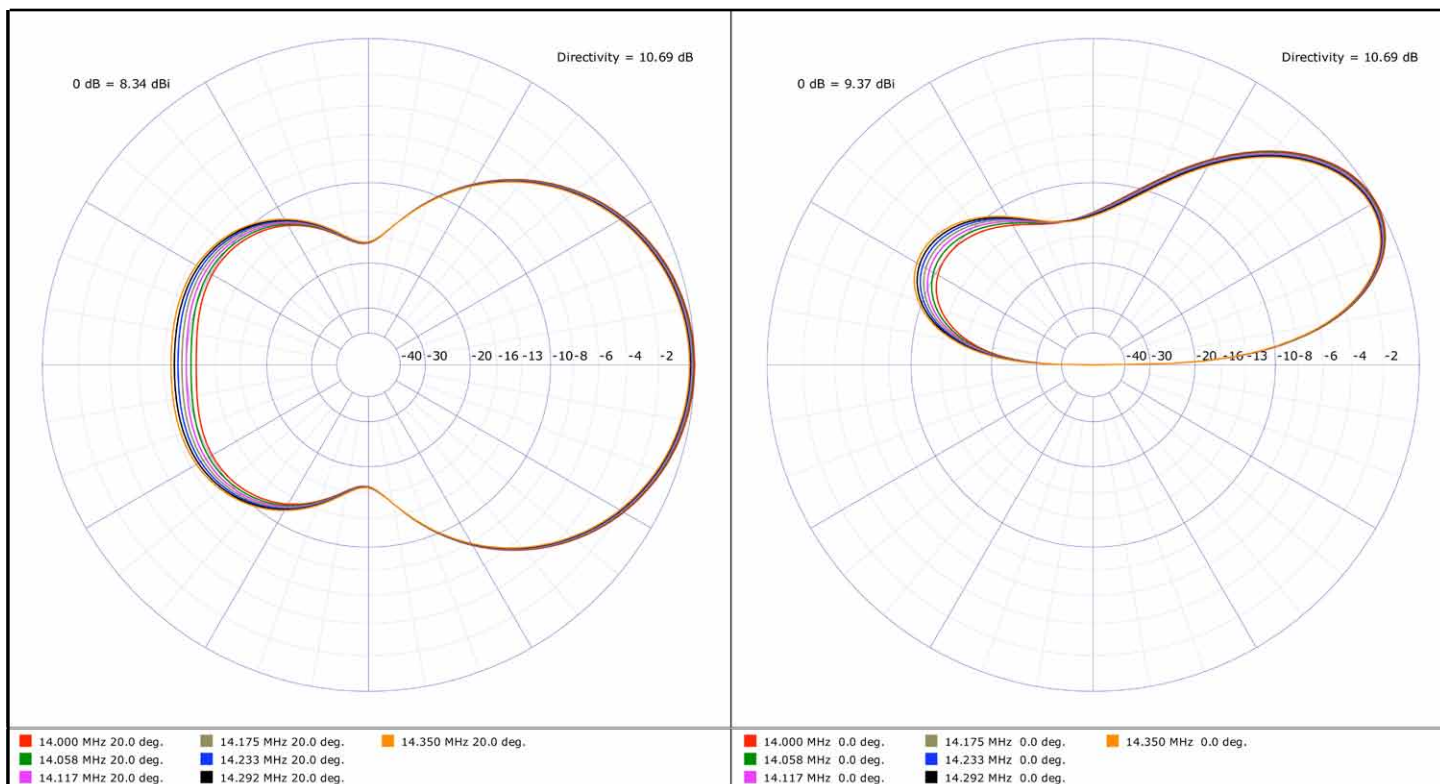 Directivity = 10.69 dB
0 dB = 8.34 dBi
-40 -30 -20 -16 -13 -10 -8 -6 -4 -2
14.000 MHz 20.0 deg.
14.058 MHz 20.0 deg.
14.117 MHz 20.0 deg.
14.175 MHz 20.0 deg.
14.233 MHz 20.0 deg.
14.292 MHz 20.0 deg.
14.350 MHz 20.0 deg.
Directivity = 10.69 dB
0 dB = 9.37 dBi
-40 -30 -20 -16 -13 -10 -8 -6 -4 -2
14.000 MHz 0.0 deg.
14.058 MHz 0.0 deg.
14.117 MHz 0.0 deg.
14.175 MHz 0.0 deg.
14.233 MHz 0.0 deg.
14.292 MHz 0.0 deg.
14.350 MHz 0.0 deg.